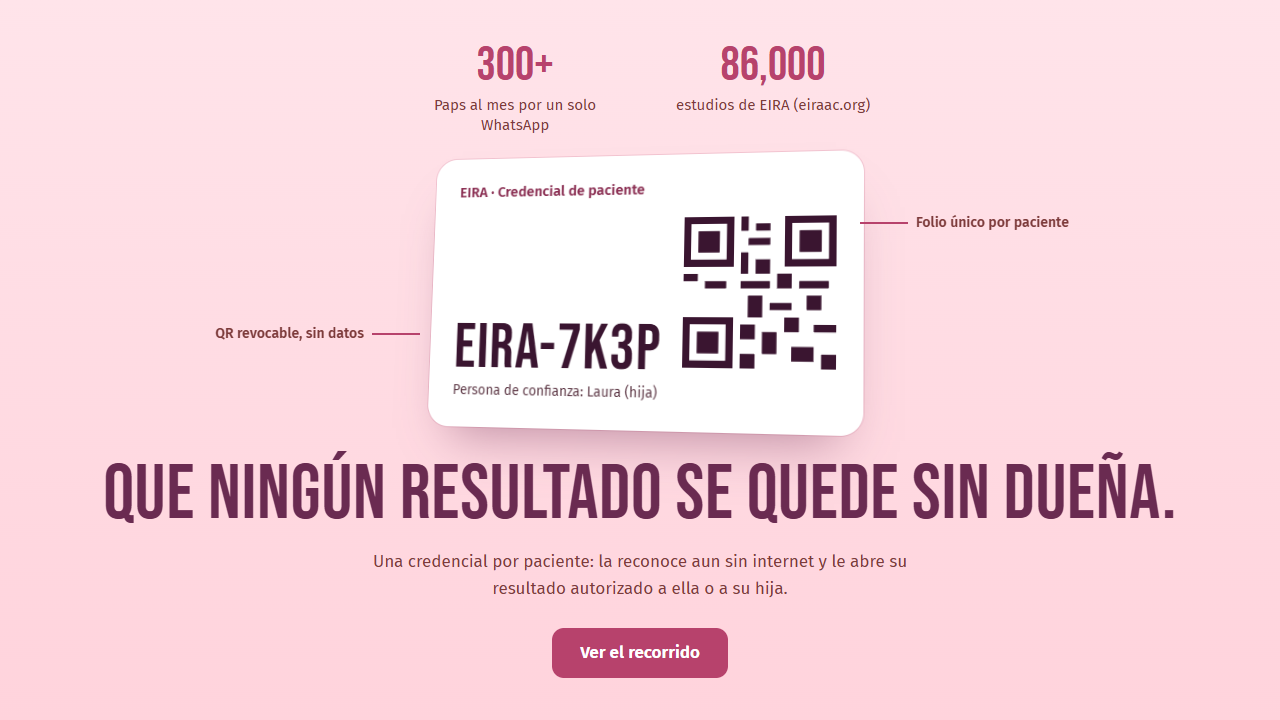 300+
86,000
Paps al mes por un solo
WhatsApp
estudios de EIRA (eiraac.org)
EIRA · Credencial de paciente
Folio único por paciente
QR revocable, sin datos
EIRA-7K3P
Persona de confianza: Laura (hija)
QUE NINGÚN RESULTADO SE QUEDE SIN DUEÑA.
Una credencial por paciente: la reconoce aun sin internet y le abre su
resultado autorizado a ella o a su hija.
Ver el recorrido